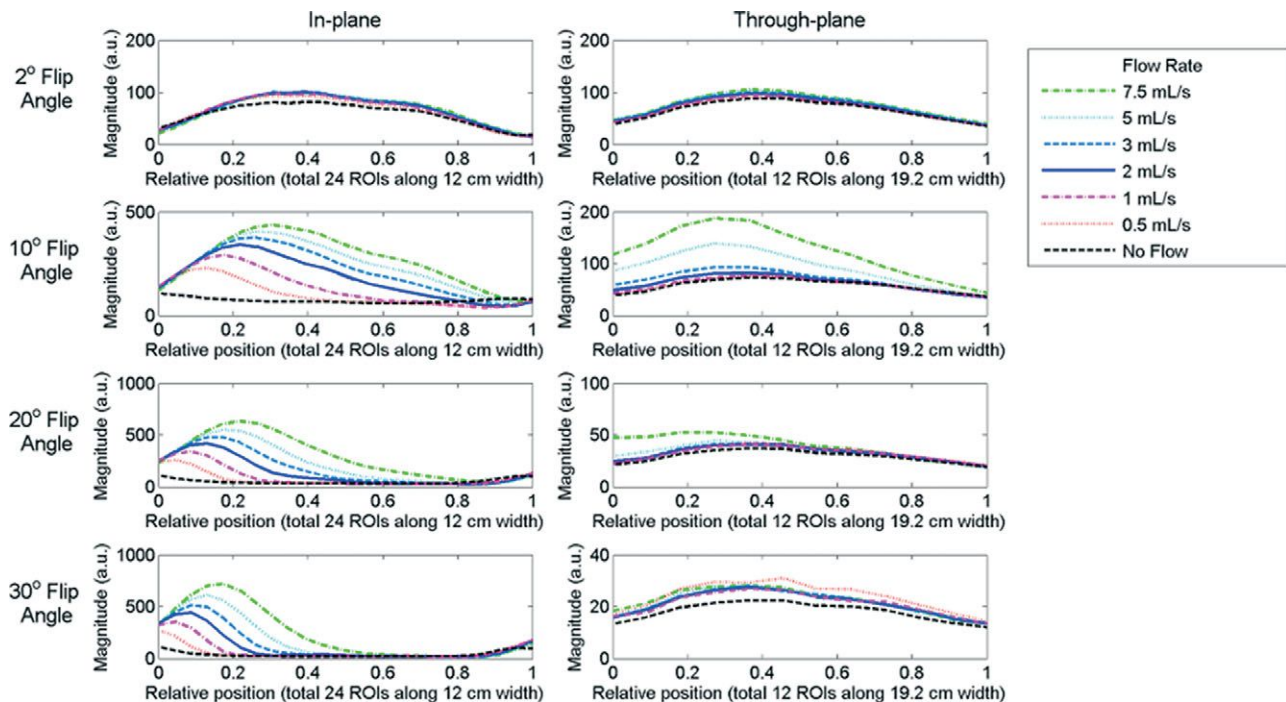 In-plane
Through-plane
2° Flip
Angle
Magnitude (a.u.)
200
100
0
0 0.2 0.4 0.6 0.8 1
Relative position (total 24 ROIs along 12 cm width)
Magnitude (a.u.)
200
100
0
0 0.2 0.4 0.6 0.8 1
Relative position (total 12 ROIs along 19.2 cm width)
Flow Rate
7.5 mL/s
5 mL/s
3 mL/s
2 mL/s
1 mL/s
0.5 mL/s
No Flow
10° Flip
Angle
Magnitude (a.u.)
500
0
0 0.2 0.4 0.6 0.8 1
Relative position (total 24 ROIs along 12 cm width)
Magnitude (a.u.)
200
100
0
0 0.2 0.4 0.6 0.8 1
Relative position (total 12 ROIs along 19.2 cm width)
20° Flip
Angle
Magnitude (a.u.)
1000
500
0
0 0.2 0.4 0.6 0.8 1
Relative position (total 24 ROIs along 12 cm width)
Magnitude (a.u.)
100
50
0
0 0.2 0.4 0.6 0.8 1
Relative position (total 12 ROIs along 19.2 cm width)
30° Flip
Angle
Magnitude (a.u.)
1000
500
0
0 0.2 0.4 0.6 0.8 1
Relative position (total 24 ROIs along 12 cm width)
Magnitude (a.u.)
40
20
0
0 0.2 0.4 0.6 0.8 1
Relative position (total 12 ROIs along 19.2 cm width)